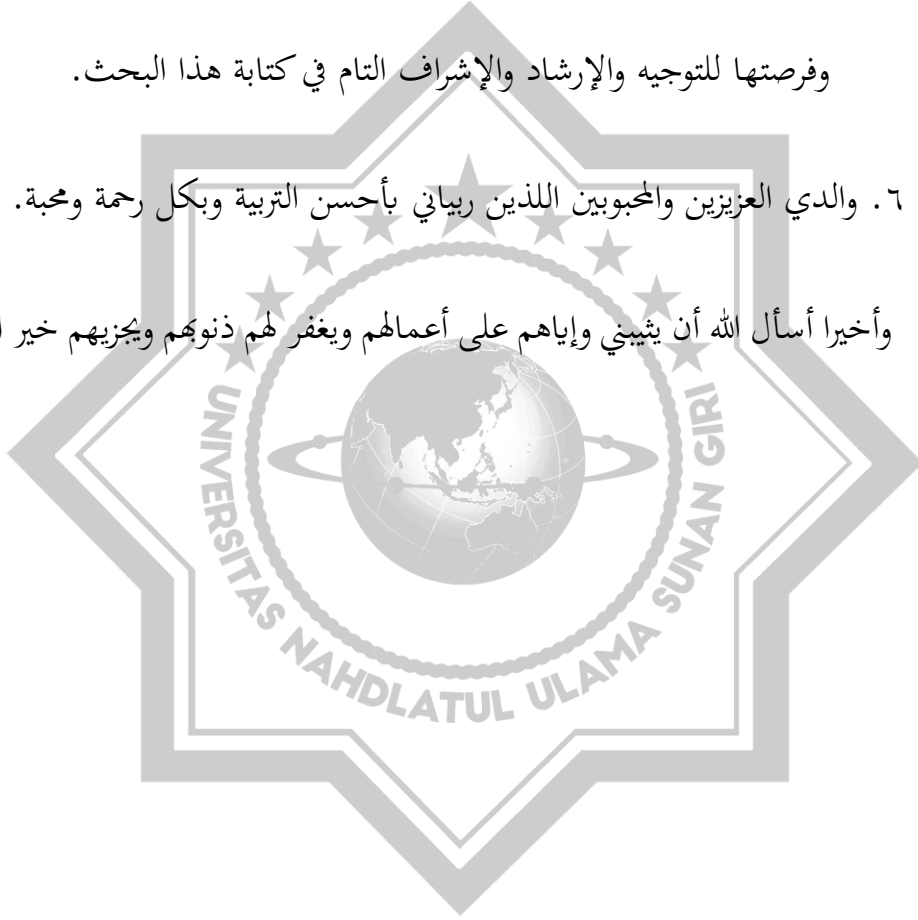 وفرصتها للتوجيه والإرشاد والإشراف التام في كتابة هذا البحث.
٦. والدي العزيزين والمحبوبين اللذين ربياني بأحسن التربية وبكل رحمة ومحبة.
وأخيرا أسأل الله أن يثيبني وإياهم على أعمالهم ويغفر لهم ذنوبهم ويجزيهم خير
UNIVERSITAS NAHDLATUL ULAMA SUNAN GIRI